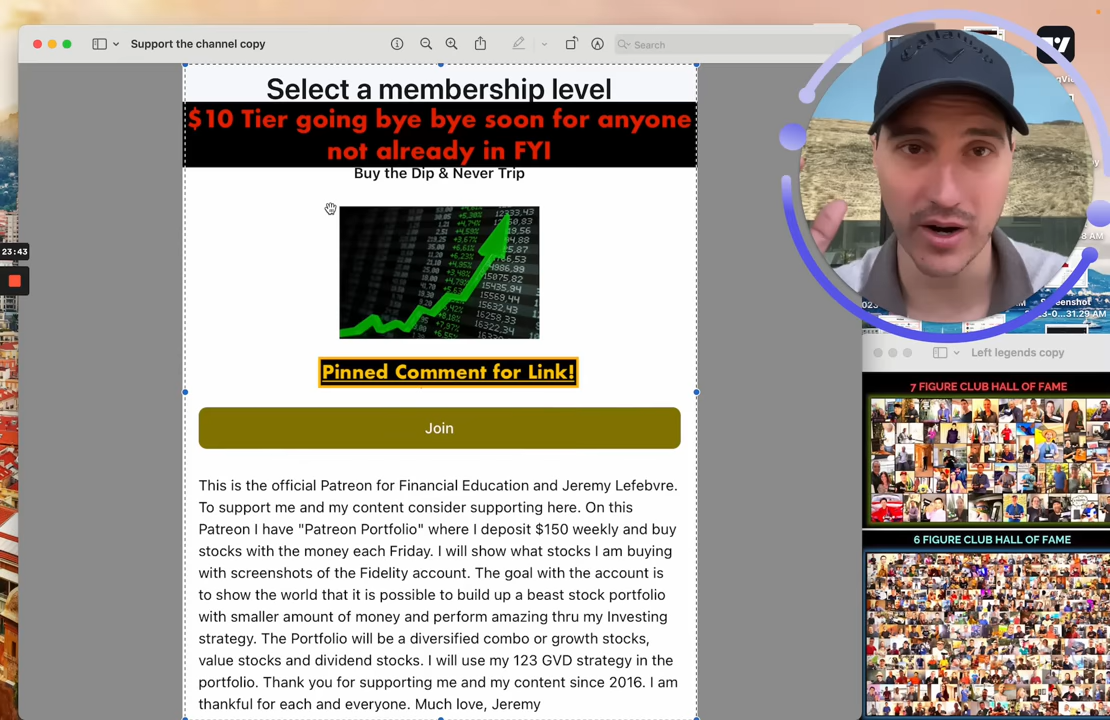 Support the channel copy
Search
Select a membership level
$10 Tier going bye bye soon for anyone
not already in FYI
Buy the Dip & Never Trip
23:43
Pinned Comment for Link!
Join
This is the official Patreon for Financial Education and Jeremy Lefebvre.
To support me and my content consider supporting here. On this
Patreon I have "Patreon Portfolio" where I deposit $150 weekly and buy
stocks with the money each Friday. I will show what stocks I am buying
with screenshots of the Fidelity account. The goal with the account is
to show the world that it is possible to build up a beast stock portfolio
with smaller amount of money and perform amazing thru my Investing
strategy. The Portfolio will be a diversified combo or growth stocks,
value stocks and dividend stocks. I will use my 123 GVD strategy in the
portfolio. Thank you for supporting me and my content since 2016. I am
thankful for each and everyone. Much love, Jeremy
Callaway
Screenshot
Left legends copy
7 FIGURE CLUB HALL OF FAME
6 FIGURE CLUB HALL OF FAME